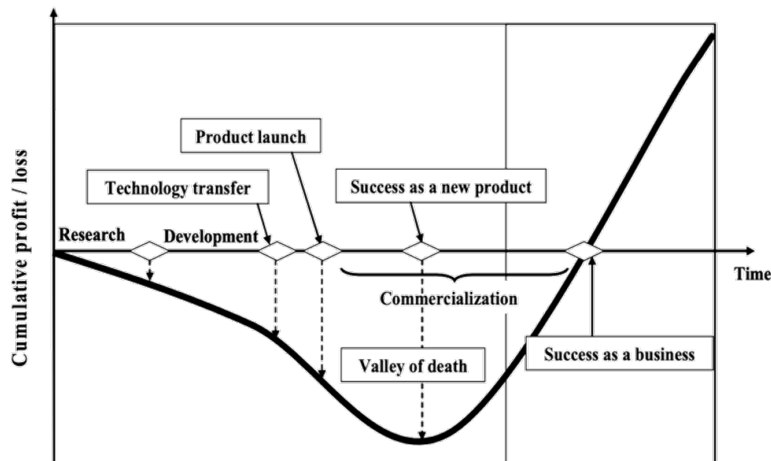 Product launch
Technology transfer
Success as a new product
Research
Development
Time
Commercialization
Valley of death
Success as a business
Cumulative profit / loss